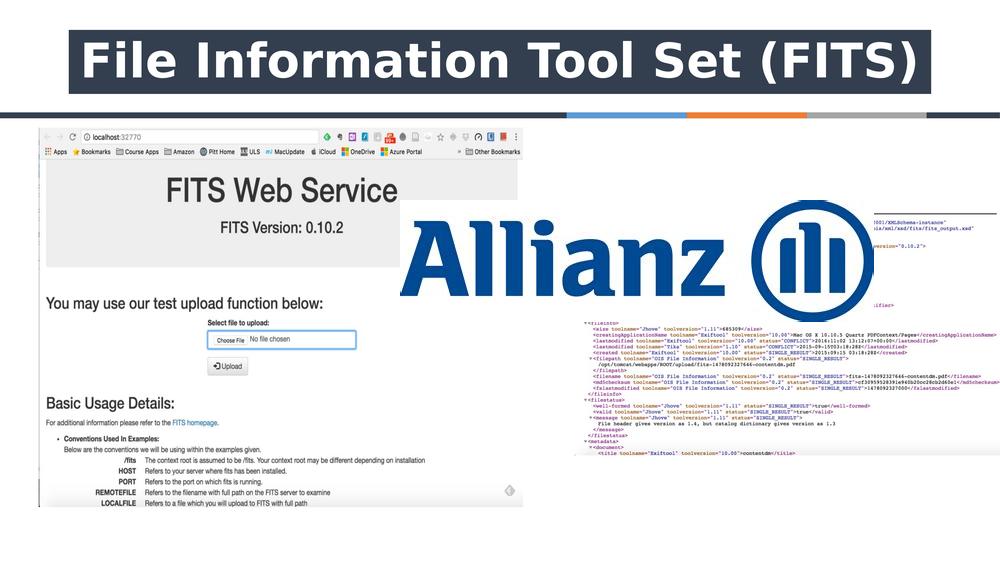 File Information Tool Set (FITS)
localhost:32770
Apps Bookmarks Course Apps Amazon Pitt Home ULS MacUpdate iCloud OneDrive Azure Portal » Other Bookmarks
FITS Web Service
FITS Version: 0.10.2
You may use our test upload function below:
Select file to upload:
Choose File No file chosen
Upload
Basic Usage Details:
For additional information please refer to the FITS homepage.
• Conventions Used In Examples:
Below are the conventions we will be using within the examples given.
/fits The context root is assumed to be /fits. Your context root may be different depending on installation
HOST Refers to your server where fits has been installed.
PORT Refers to the port on which fits is running.
REMOTEFILE Refers to the filename with full path on the FITS server to examine
LOCALFILE Refers to a file which you will upload to FITS with full path
Allianz
2001/XMLSchema-instance"
is/xml/xsd/fits/fits_output.xsd"
version="0.10.2">
ifier>
<fileinfo>
<size toolname="Jhove" toolversion="1.11">685309</size>
<creatingApplicationName toolname="Exiftool" toolversion="10.00">Mac OS X 10.10.5 Quartz PDFContext/Pages</creatingApplicationName>
<lastmodified toolname="Exiftool" toolversion="10.00" status="CONFLICT">2016:11:02 13:12:07+00:00</lastmodified>
<lastmodified toolname="Tika" toolversion="1.10" status="CONFLICT">2015-09-15T03:18:28Z</lastmodified>
<created toolname="Exiftool" toolversion="10.00" status="SINGLE_RESULT">2015:09:15 03:18:28Z</created>
<filepath toolname="OIS File Information" toolversion="0.2" status="SINGLE_RESULT">
/opt/tomcat/webapps/ROOT/upload/fits-1478092327646-contentdm.pdf
</filepath>
<filename toolname="OIS File Information" toolversion="0.2" status="SINGLE_RESULT">fits-1478092327646-contentdm.pdf</filename>
<md5checksum toolname="OIS File Information" toolversion="0.2" status="SINGLE_RESULT">
<fslastmodified toolname="OIS File Information" toolversion="0.2" status="SINGLE_RESULT">1478092327000</fslastmodified>
</fileinfo>
<filestatus>
<well-formed toolname="Jhove" toolversion="1.11" status="SINGLE_RESULT">true</well-formed>
<valid toolname="Jhove" toolversion="1.11" status="SINGLE_RESULT">true</valid>
<message toolname="Jhove" toolversion="1.11" status="SINGLE_RESULT">
File header gives version as 1.4, but catalog dictionary gives version as 1.3
</message>
</filestatus>
<metadata>
<document>
<title toolname="Exiftool" toolversion="10.00">contentdm</title>